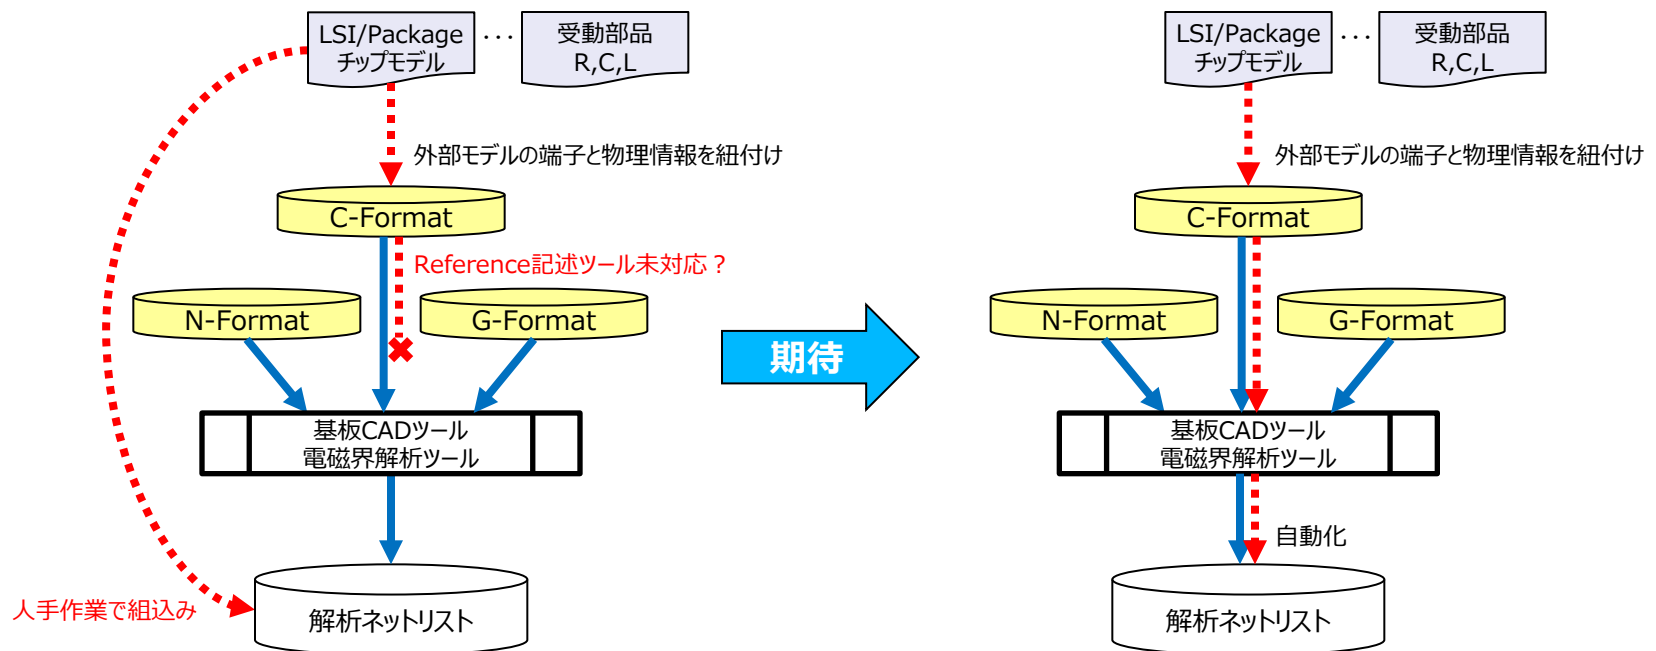 LSI/Package
チップモデル
･･･
受動部品
R,C,L
外部モデルの端子と物理情報を紐付け
C-Format
Reference記述ツール未対応？
N-Format
G-Format
基板CADツール
電磁界解析ツール
人手作業で組込み
解析ネットリスト
期待
LSI/Package
チップモデル
･･･
受動部品
R,C,L
外部モデルの端子と物理情報を紐付け
C-Format
N-Format
G-Format
基板CADツール
電磁界解析ツール
自動化
解析ネットリスト